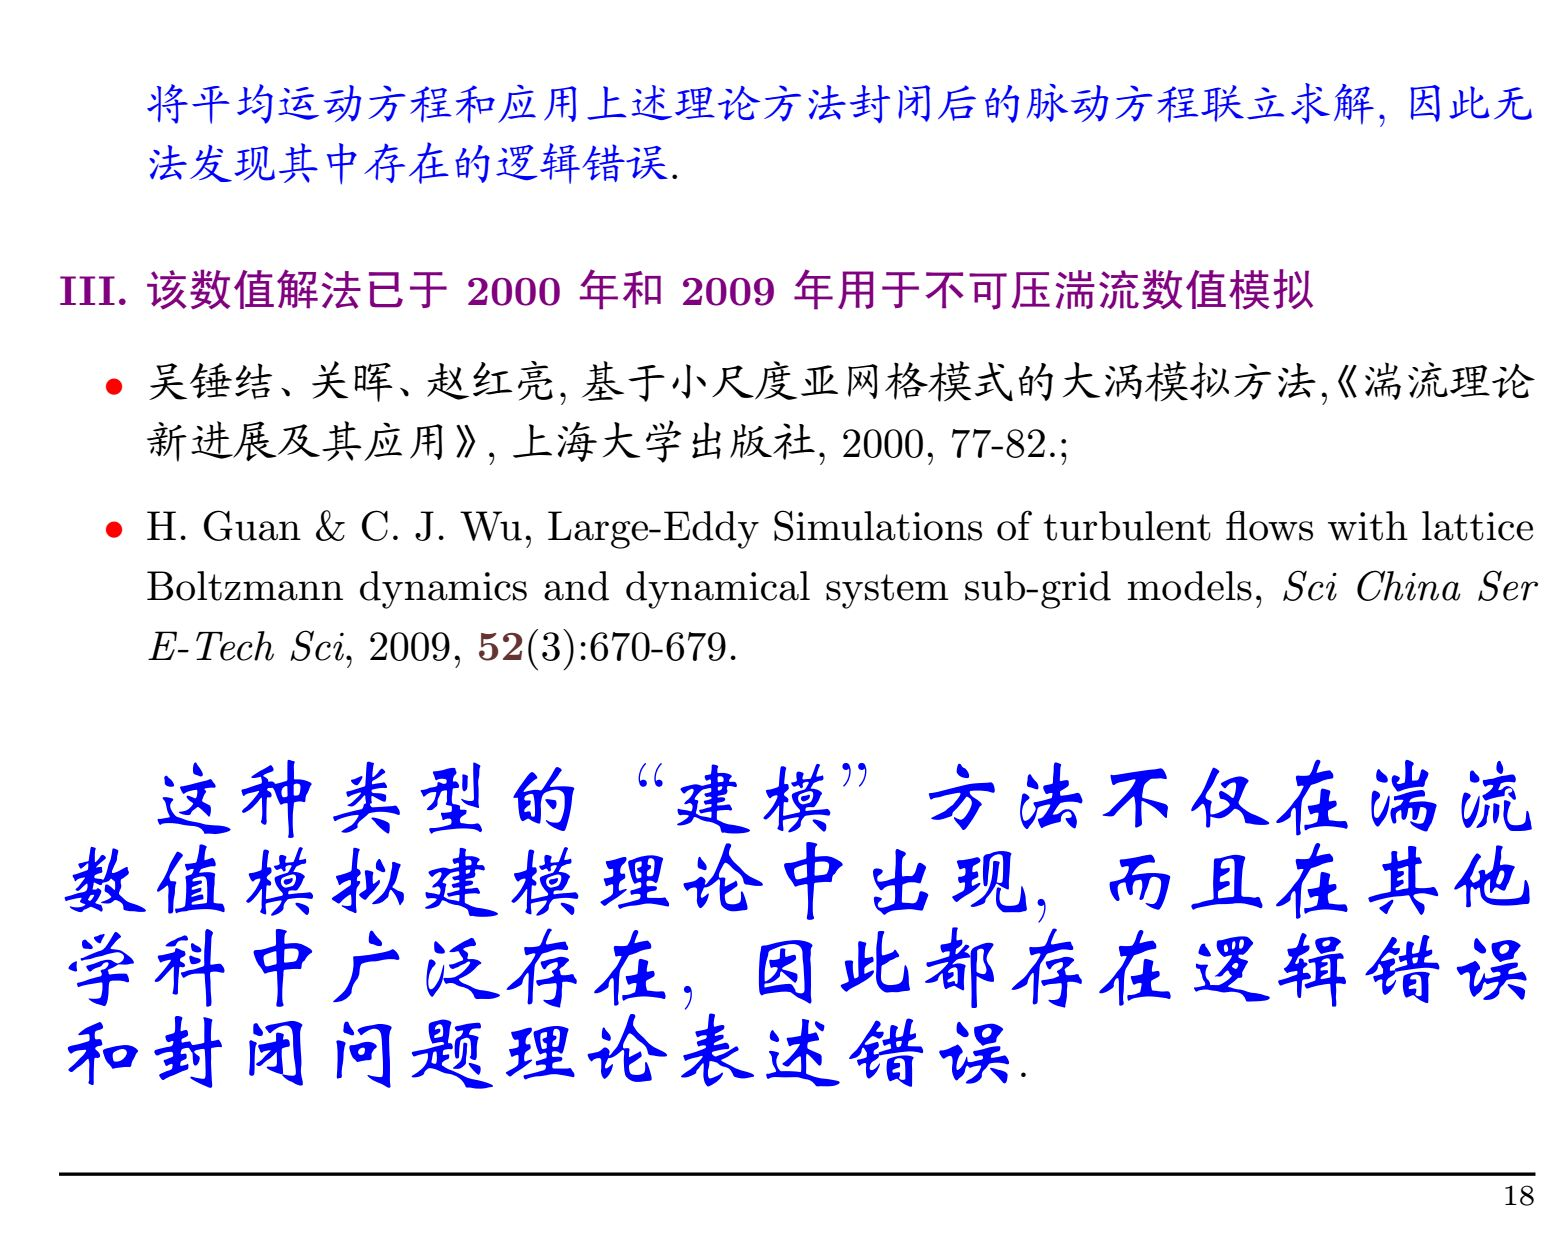 将平均运动方程和应用上述理论方法封闭后的脉动方程联立求解, 因此无
法发现其中存在的逻辑错误.
III. 该数值解法已于 2000 年和 2009 年用于不可压湍流数值模拟
• 吴锤结、关晖、赵红亮, 基于小尺度亚网格模式的大涡模拟方法,《湍流理论
新进展及其应用》, 上海大学出版社, 2000, 77-82.;
• H. Guan & C. J. Wu, Large-Eddy Simulations of turbulent flows with lattice
Boltzmann dynamics and dynamical system sub-grid models, Sci China Ser
E-Tech Sci, 2009, 52(3):670-679.
这种类型的 “建模” 方法不仅在湍流
数值模拟建模理论中出现, 而且在其他
学科中广泛存在, 因此都存在逻辑错误
和封闭问题理论表述错误.
18